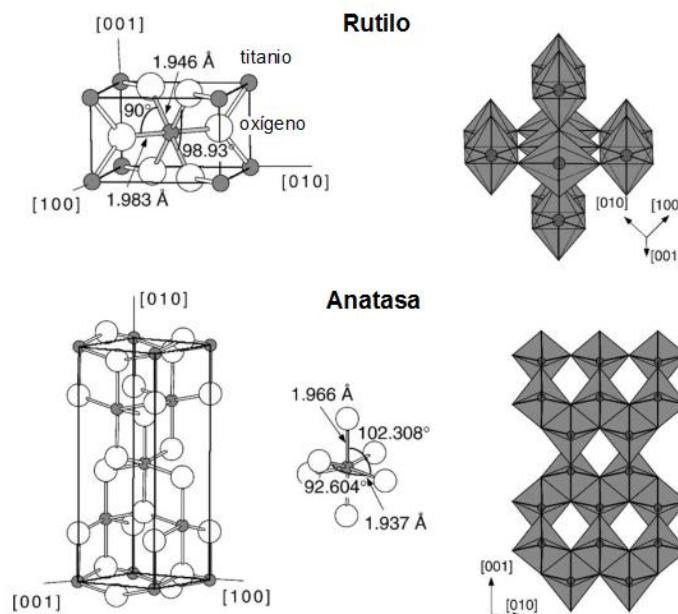 Rutilo
[001]
titanio
1.946 Å
90°
oxígeno
98.93°
[010]
[100]
1.983 Å
[010]
[100]
[001]
Anatasa
[010]
1.966 Å
102.308°
92.604°
1.937 Å
[001]
[100]
[001]
[010]